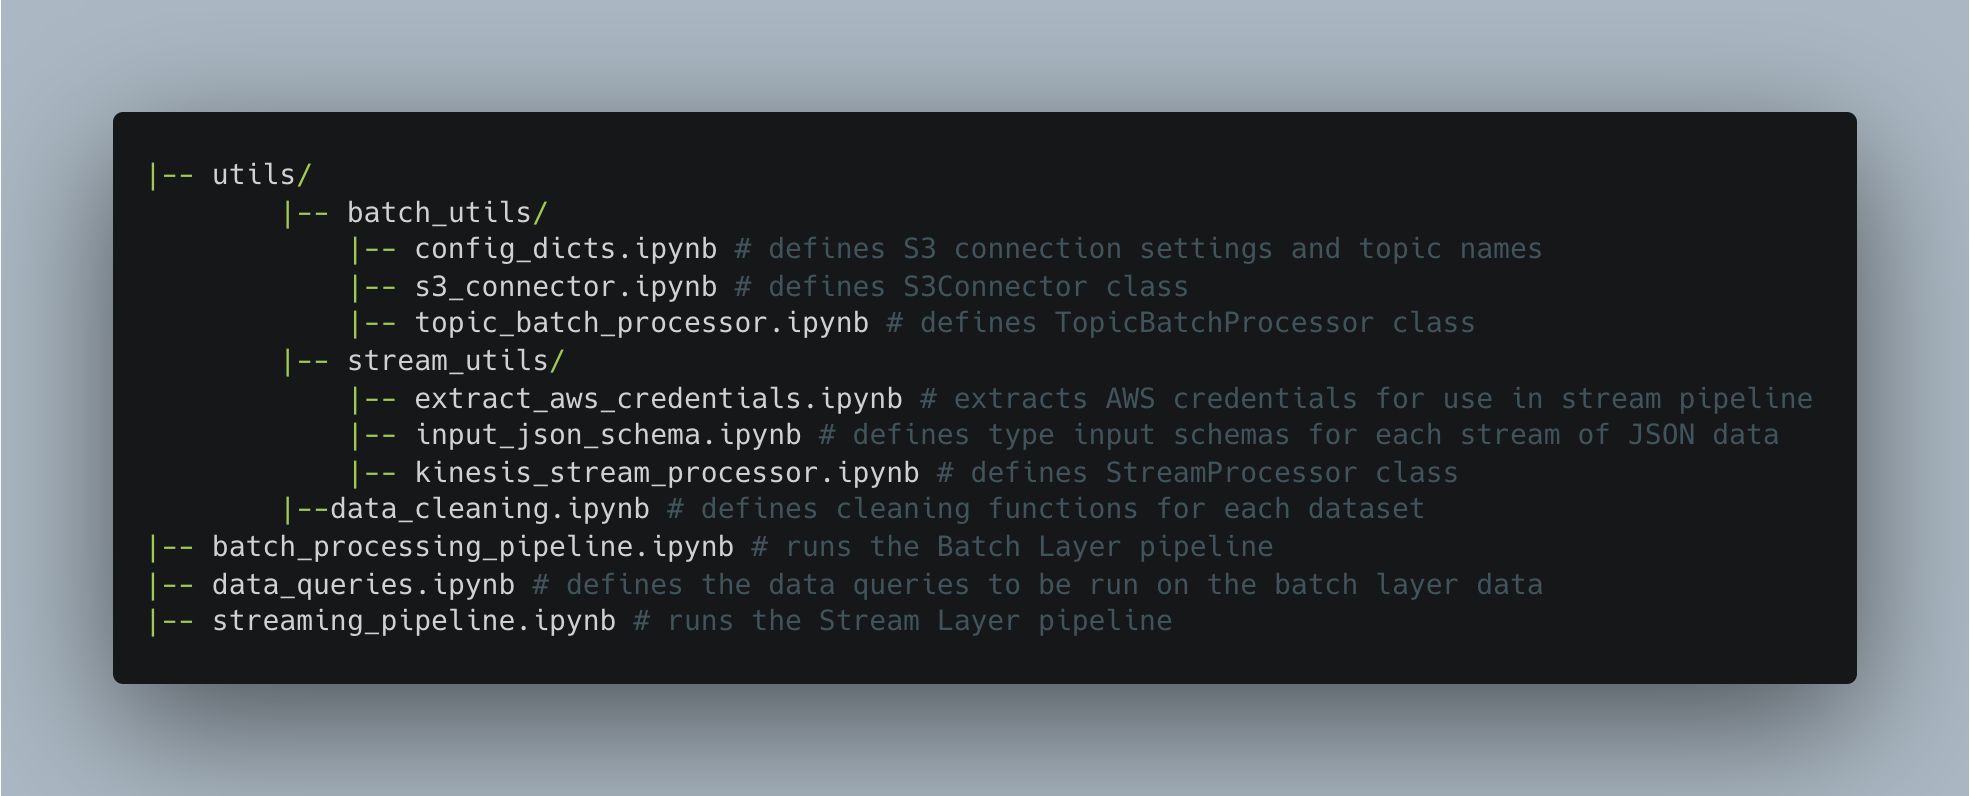 |-- utils/
        |-- batch_utils/
            |-- config_dicts.ipynb # defines S3 connection settings and topic names
            |-- s3_connector.ipynb # defines S3Connector class
            |-- topic_batch_processor.ipynb # defines TopicBatchProcessor class
        |-- stream_utils/
            |-- extract_aws_credentials.ipynb # extracts AWS credentials for use in stream pipeline
            |-- input_json_schema.ipynb # defines type input schemas for each stream of JSON data
            |-- kinesis_stream_processor.ipynb # defines StreamProcessor class
        |--data_cleaning.ipynb # defines cleaning functions for each dataset
|-- batch_processing_pipeline.ipynb # runs the Batch Layer pipeline
|-- data_queries.ipynb # defines the data queries to be run on the batch layer data
|-- streaming_pipeline.ipynb # runs the Stream Layer pipeline